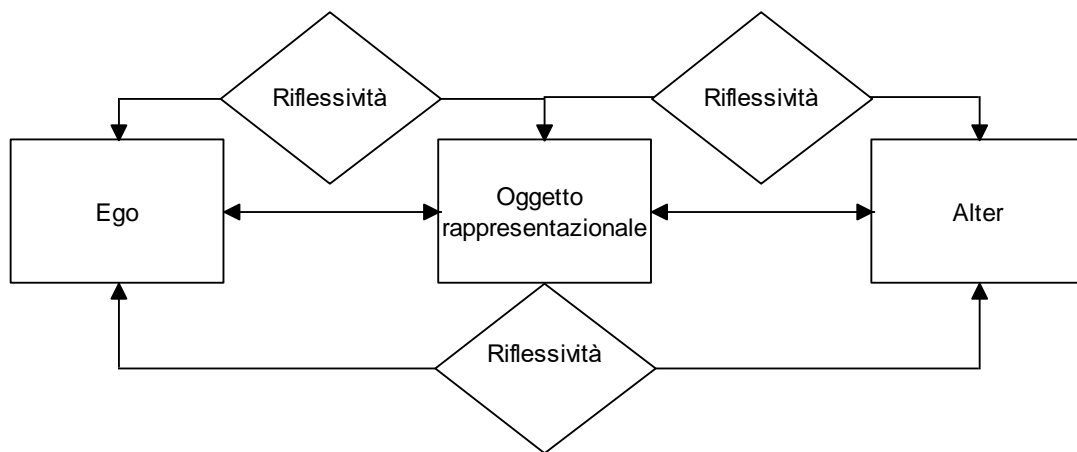 Riflessività
Riflessività
Ego
Oggetto
rappresentazionale
Alter
Riflessività